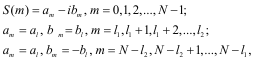 S(m) = a_m − ib_m, m = 0,1,2,...,N−1;
a_m = a_l, b_m = b_l, m = l_1, l_1+1, l_1+2,..., l_2;
a_m = a_l, b_m = −b_l, m = N−l_2, N−l_2+1,..., N−l_1,